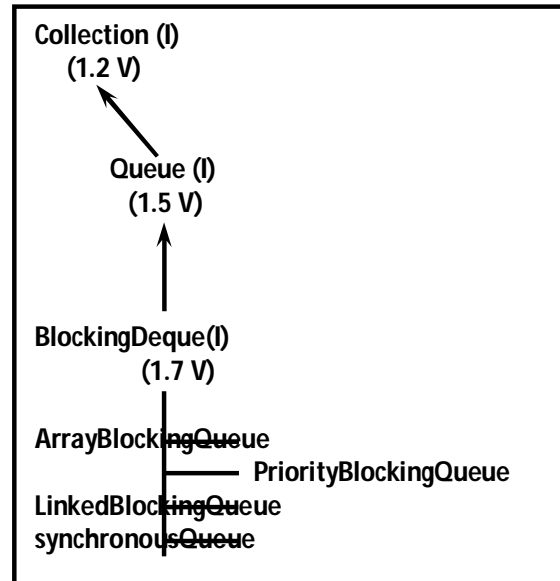 Collection (I)
(1.2 V)
Queue (I)
(1.5 V)
BlockingDeque(I)
(1.7 V)
ArrayBlockingQueue
PriorityBlockingQueue
LinkedBlockingQueue
synchronousQueue